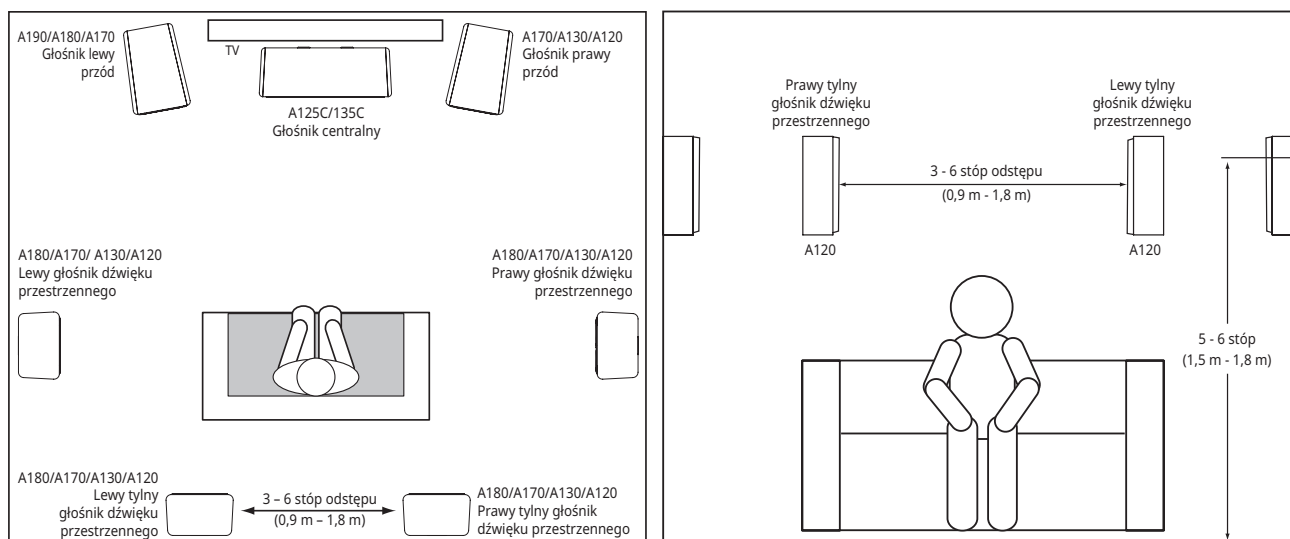 A190/A180/A170
Głośnik lewy
przód
TV
A170/A130/A120
Głośnik prawy
przód
A125C/135C
Głośnik centralny
A180/A170/ A130/A120
Lewy głośnik dźwięku
przestrzennego
A180/A170/A130/A120
Prawy głośnik dźwięku
przestrzennego
A180/A170/A130/A120
Lewy tylny
głośnik dźwięku
przestrzennego
3 – 6 stóp odstępu
(0,9 m – 1,8 m)
A180/A170/A130/A120
Prawy tylny głośnik
dźwięku przestrzennego
Prawy tylny
głośnik dźwięku
przestrzennego
Lewy tylny
głośnik dźwięku
przestrzennego
3 - 6 stóp odstępu
(0,9 m - 1,8 m)
A120
A120
5 - 6 stóp
(1,5 m - 1,8 m)